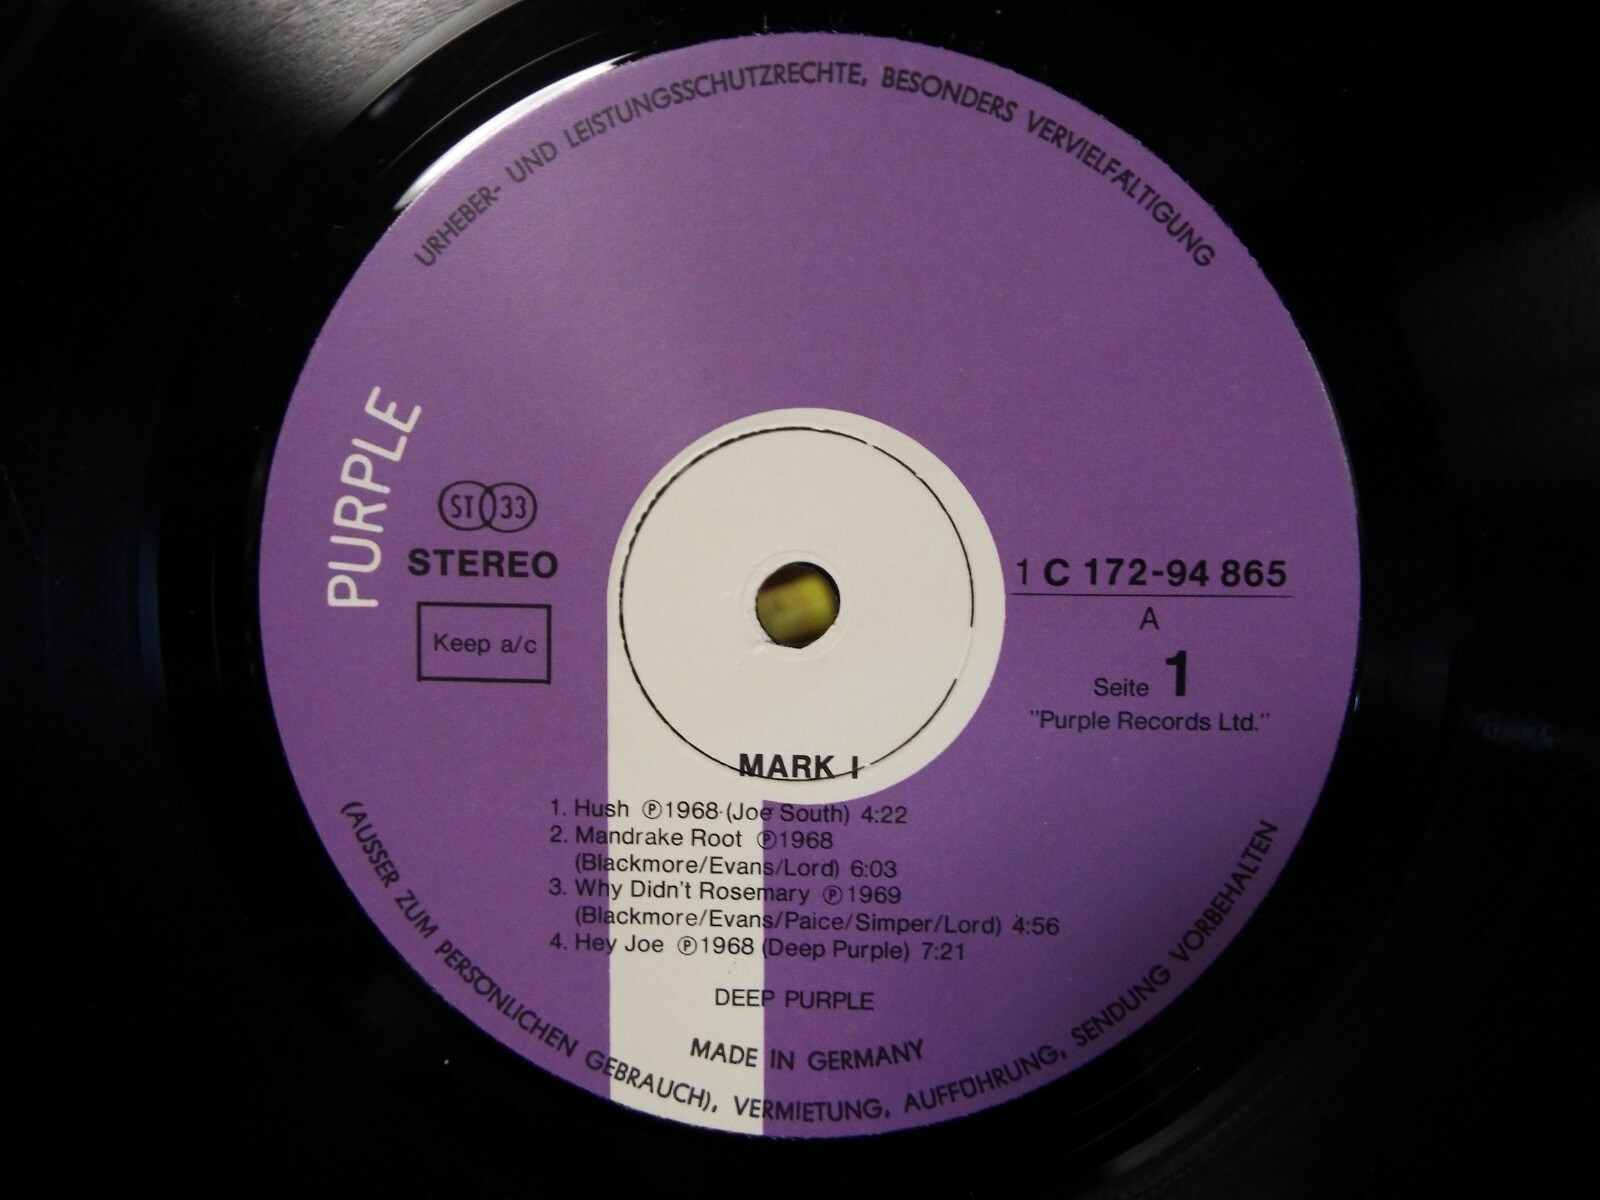 URHEBER- UND LEISTUNGSSCHUTZRECHTE, BESONDERS VERVIELFÄLTIGUNG
PURPLE
ST 33
STEREO
Keep a/c
1 C 172-94 865
A
Seite 1
"Purple Records Ltd."
MARK I
1. Hush ℗1968 (Joe South) 4:22
2. Mandrake Root ℗1968
(Blackmore/Evans/Lord) 6:03
3. Why Didn't Rosemary ℗1969
(Blackmore/Evans/Paice/Simper/Lord) 4:56
4. Hey Joe ℗1968 (Deep Purple) 7:21
DEEP PURPLE
MADE IN GERMANY
(AUSSER ZUM PERSÖNLICHEN GEBRAUCH), VERMIETUNG, AUFFÜHRUNG, SENDUNG VORBEHALTEN